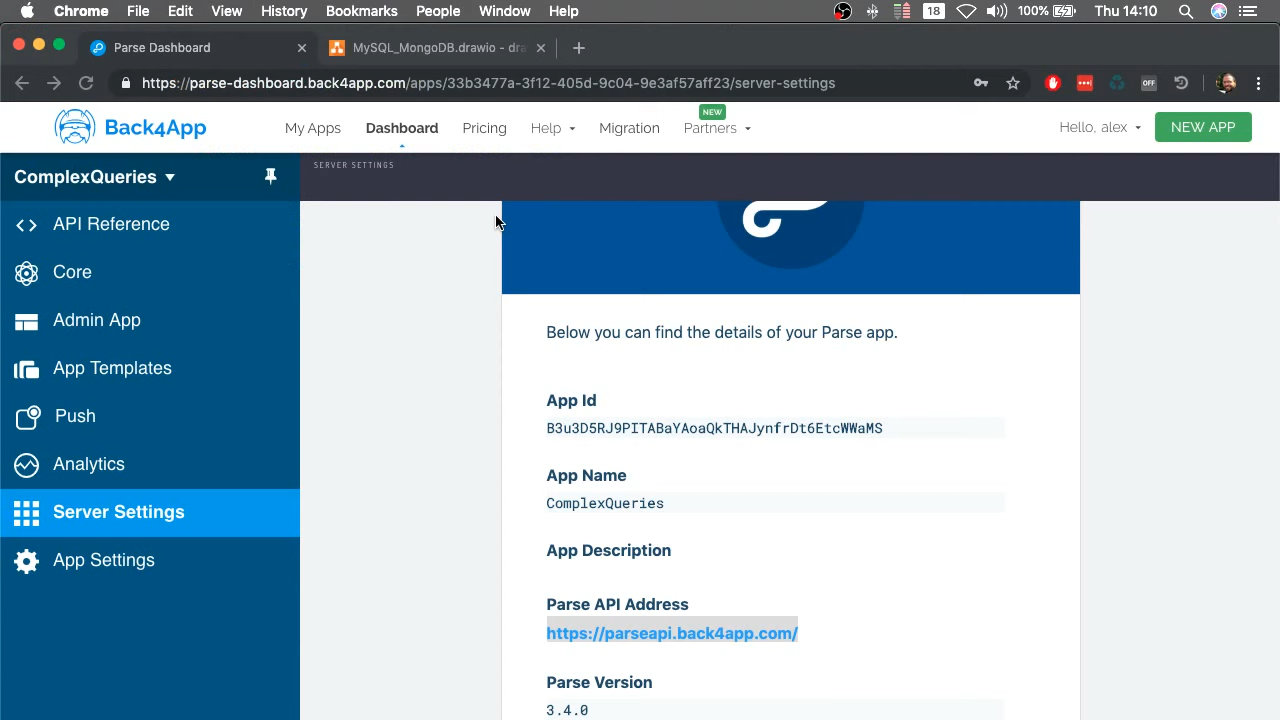 Chrome File Edit View History Bookmarks People Window Help 18 100% Thu 14:10
Parse Dashboard MySQL_MongoDB.drawio - dra
https://parse-dashboard.back4app.com/apps/33b3477a-3f12-405d-9c04-9e3af57aff23/server-settings OFF
NEW
Back4App My Apps Dashboard Pricing Help Migration Partners Hello, alex NEW APP
ComplexQueries
SERVER SETTINGS
API Reference
Core
Admin App
App Templates
Push
Analytics
Server Settings
App Settings
Below you can find the details of your Parse app.
App Id
B3u3D5RJ9PITABaYAoaQkTHAJynfrDt6EtcWWaMS
App Name
ComplexQueries
App Description
Parse API Address
https://parseapi.back4app.com/
Parse Version
3.4.0